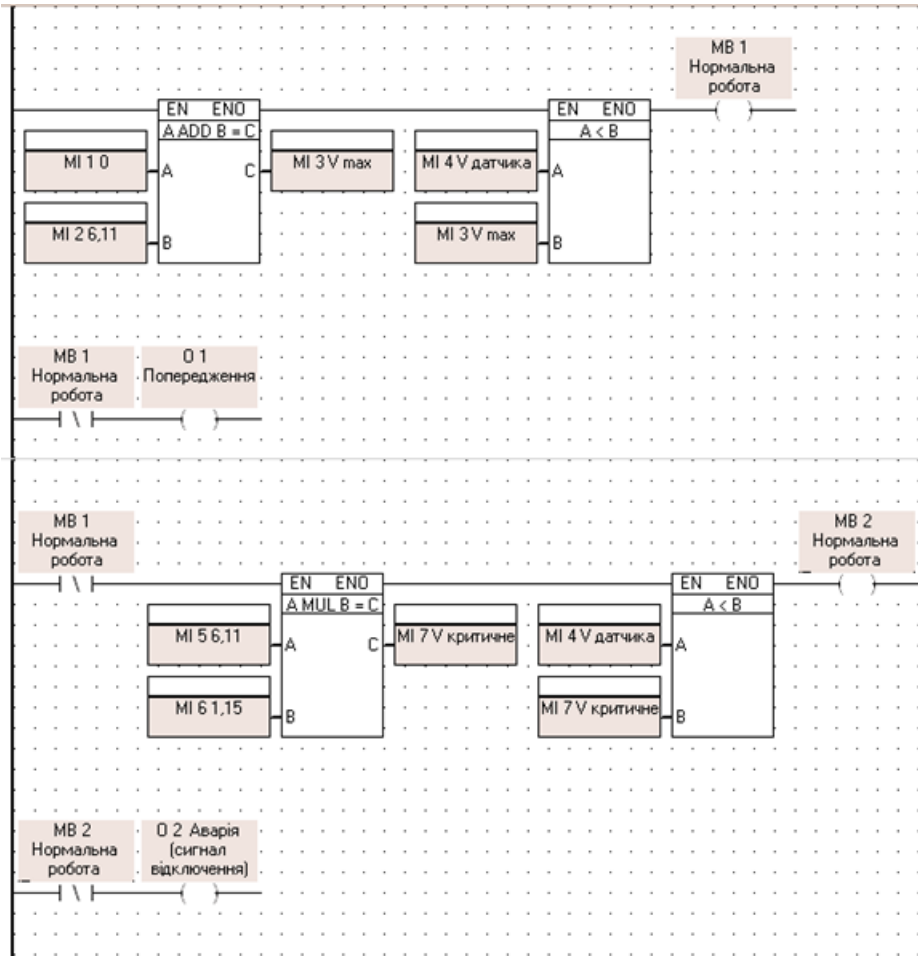 MB 1
Нормальна
робота
EN ENO
A ADD B = C
EN ENO
A < B
MI 1 0
A
C
MI 3 V max
MI 4 V датчика
A
MI 2 6,11
B
MI 3 V max
B
MB 1
Нормальна
робота
O 1
Попередження
MB 1
Нормальна
робота
MB 2
Нормальна
робота
EN ENO
A MUL B = C
EN ENO
A < B
MI 5 6,11
A
C
MI 7 V критичне
MI 4 V датчика
A
MI 6 1,15
B
MI 7 V критичне
B
MB 2
Нормальна
робота
O 2 Аварія
(сигнал
відключення)